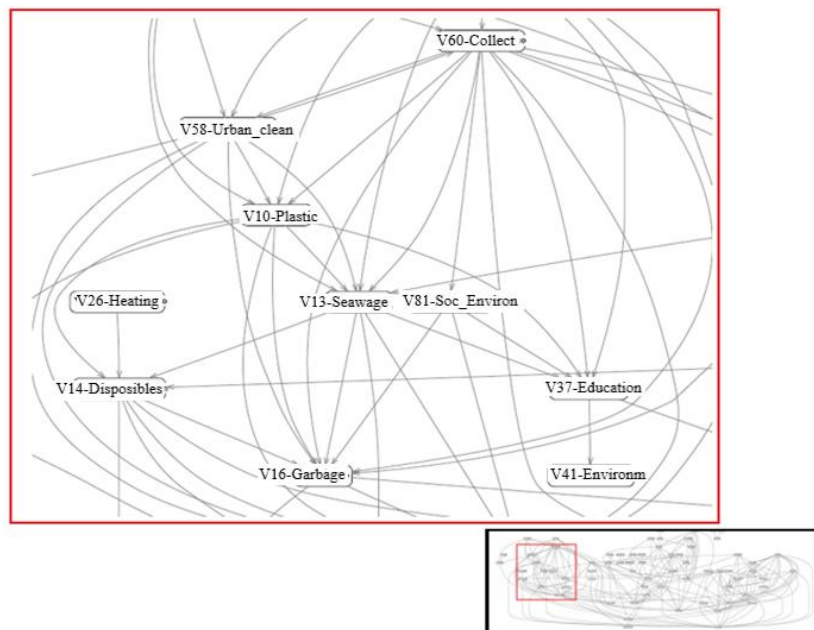 V60-Collect
V58-Urban_clean
V10-Plastic
V26-Heating
V13-Seawage
V81-Soc_Environ
V14-Disposibles
V37-Education
V16-Garbage
V41-Environm